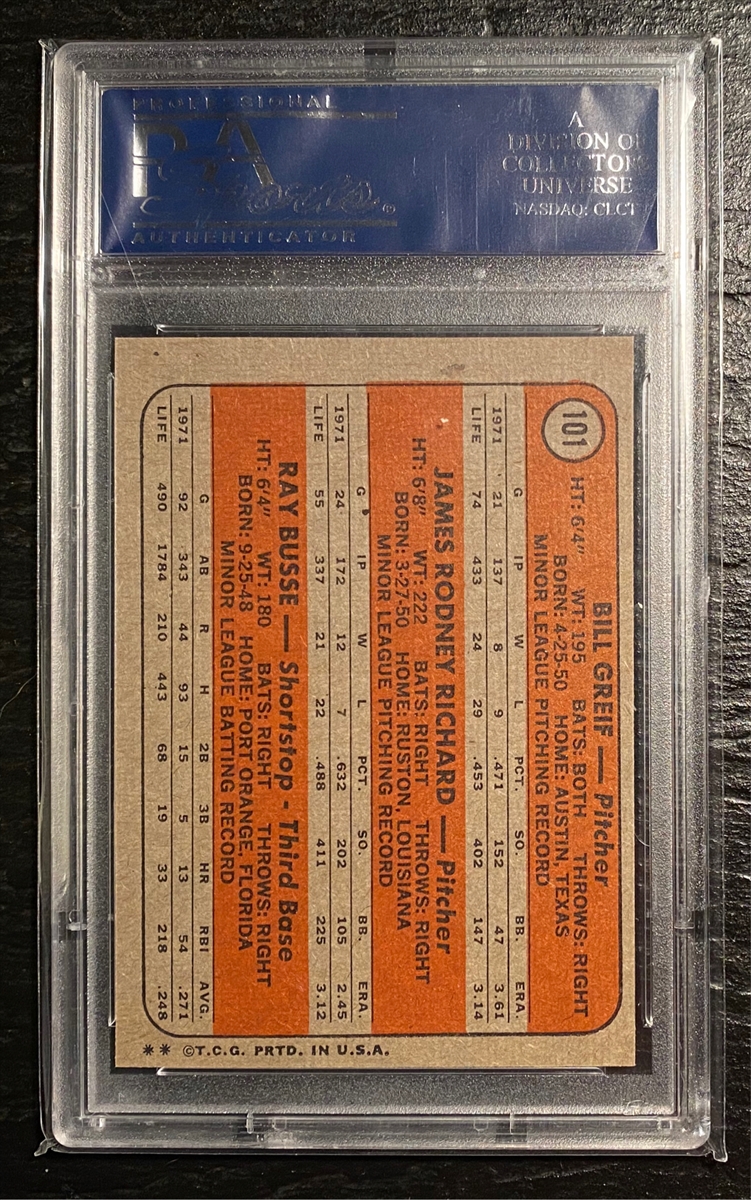 PROFESSIONAL
PSA
Sports®
AUTHENTICATOR
A
DIVISION OF
COLLECTORS
UNIVERSE
NASDAQ: CLCT
101
BILL GREIF — Pitcher
HT: 6'4" WT: 195 BATS: BOTH THROWS: RIGHT
BORN: 4-25-50 HOME: AUSTIN, TEXAS
MINOR LEAGUE PITCHING RECORD
G IP W L PCT. SO. BB. ERA.
1971 21 137 8 9 .471 152 47 3.61
LIFE 74 433 24 29 .453 402 147 3.14
JAMES RODNEY RICHARD — Pitcher
HT: 6'8" WT: 222 BATS: RIGHT THROWS: RIGHT
BORN: 3-27-50 HOME: RUSTON, LOUISIANA
MINOR LEAGUE PITCHING RECORD
G IP W L PCT. SO. BB. ERA.
1971 24 172 12 7 .632 202 105 2.45
LIFE 55 337 21 22 .488 411 225 3.12
RAY BUSSE — Shortstop - Third Base
HT: 6'4" WT: 180 BATS: RIGHT THROWS: RIGHT
BORN: 9-25-48 HOME: PORT ORANGE, FLORIDA
MINOR LEAGUE BATTING RECORD
G AB R H 2B 3B HR RBI AVG.
1971 92 343 44 93 15 5 13 54 .271
LIFE 490 1784 210 443 68 19 33 218 .248
** ©T.C.G. PRTD. IN U.S.A.